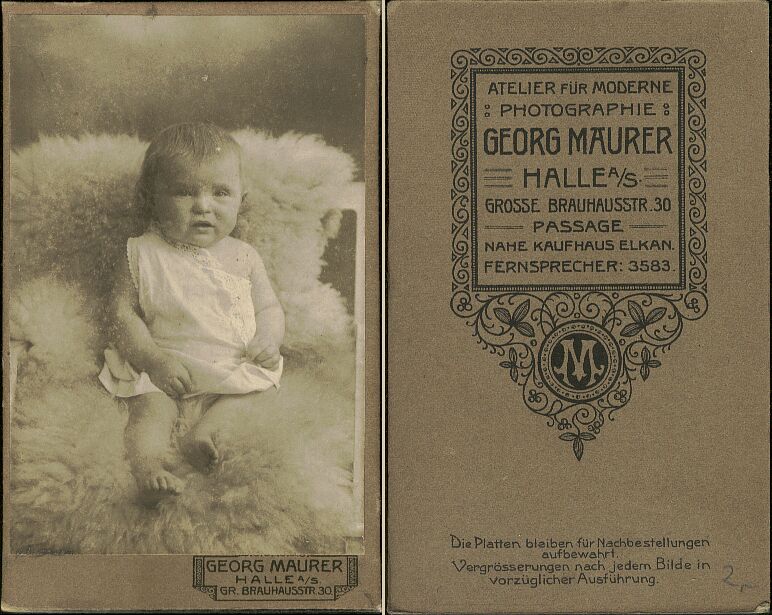 GEORG MAURER
HALLE A/S.
GR. BRAUHAUSSTR. 30.
ATELIER FÜR MODERNE
PHOTOGRAPHIE
GEORG MAURER
HALLE A/S.
GROSSE BRAUHAUSSTR. 30
PASSAGE
NAHE KAUFHAUS ELKAN.
FERNSPRECHER: 3583.
M
Die Platten bleiben für Nachbestellungen
aufbewahrt.
Vergrösserungen nach jedem Bilde in
vorzüglicher Ausführung.
2,-